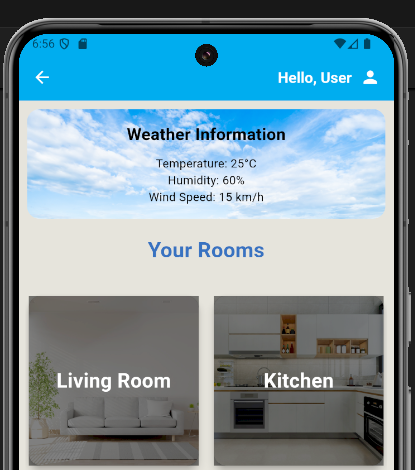 6:56
Hello, User
Weather Information
Temperature: 25°C
Humidity: 60%
Wind Speed: 15 km/h
Your Rooms
Living Room
Kitchen